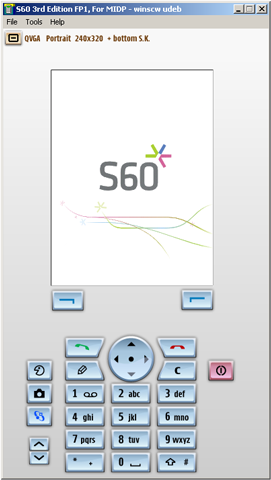 S60 3rd Edition FP1, For MIDP - winscw udeb
File Tools Help
QVGA Portrait 240x320 • bottom S.K.
S60
C
1 2 abc 3 def
4 ghi 5 jkl 6 mno
7 pqrs 8 tuv 9 wxyz
* + 0 #